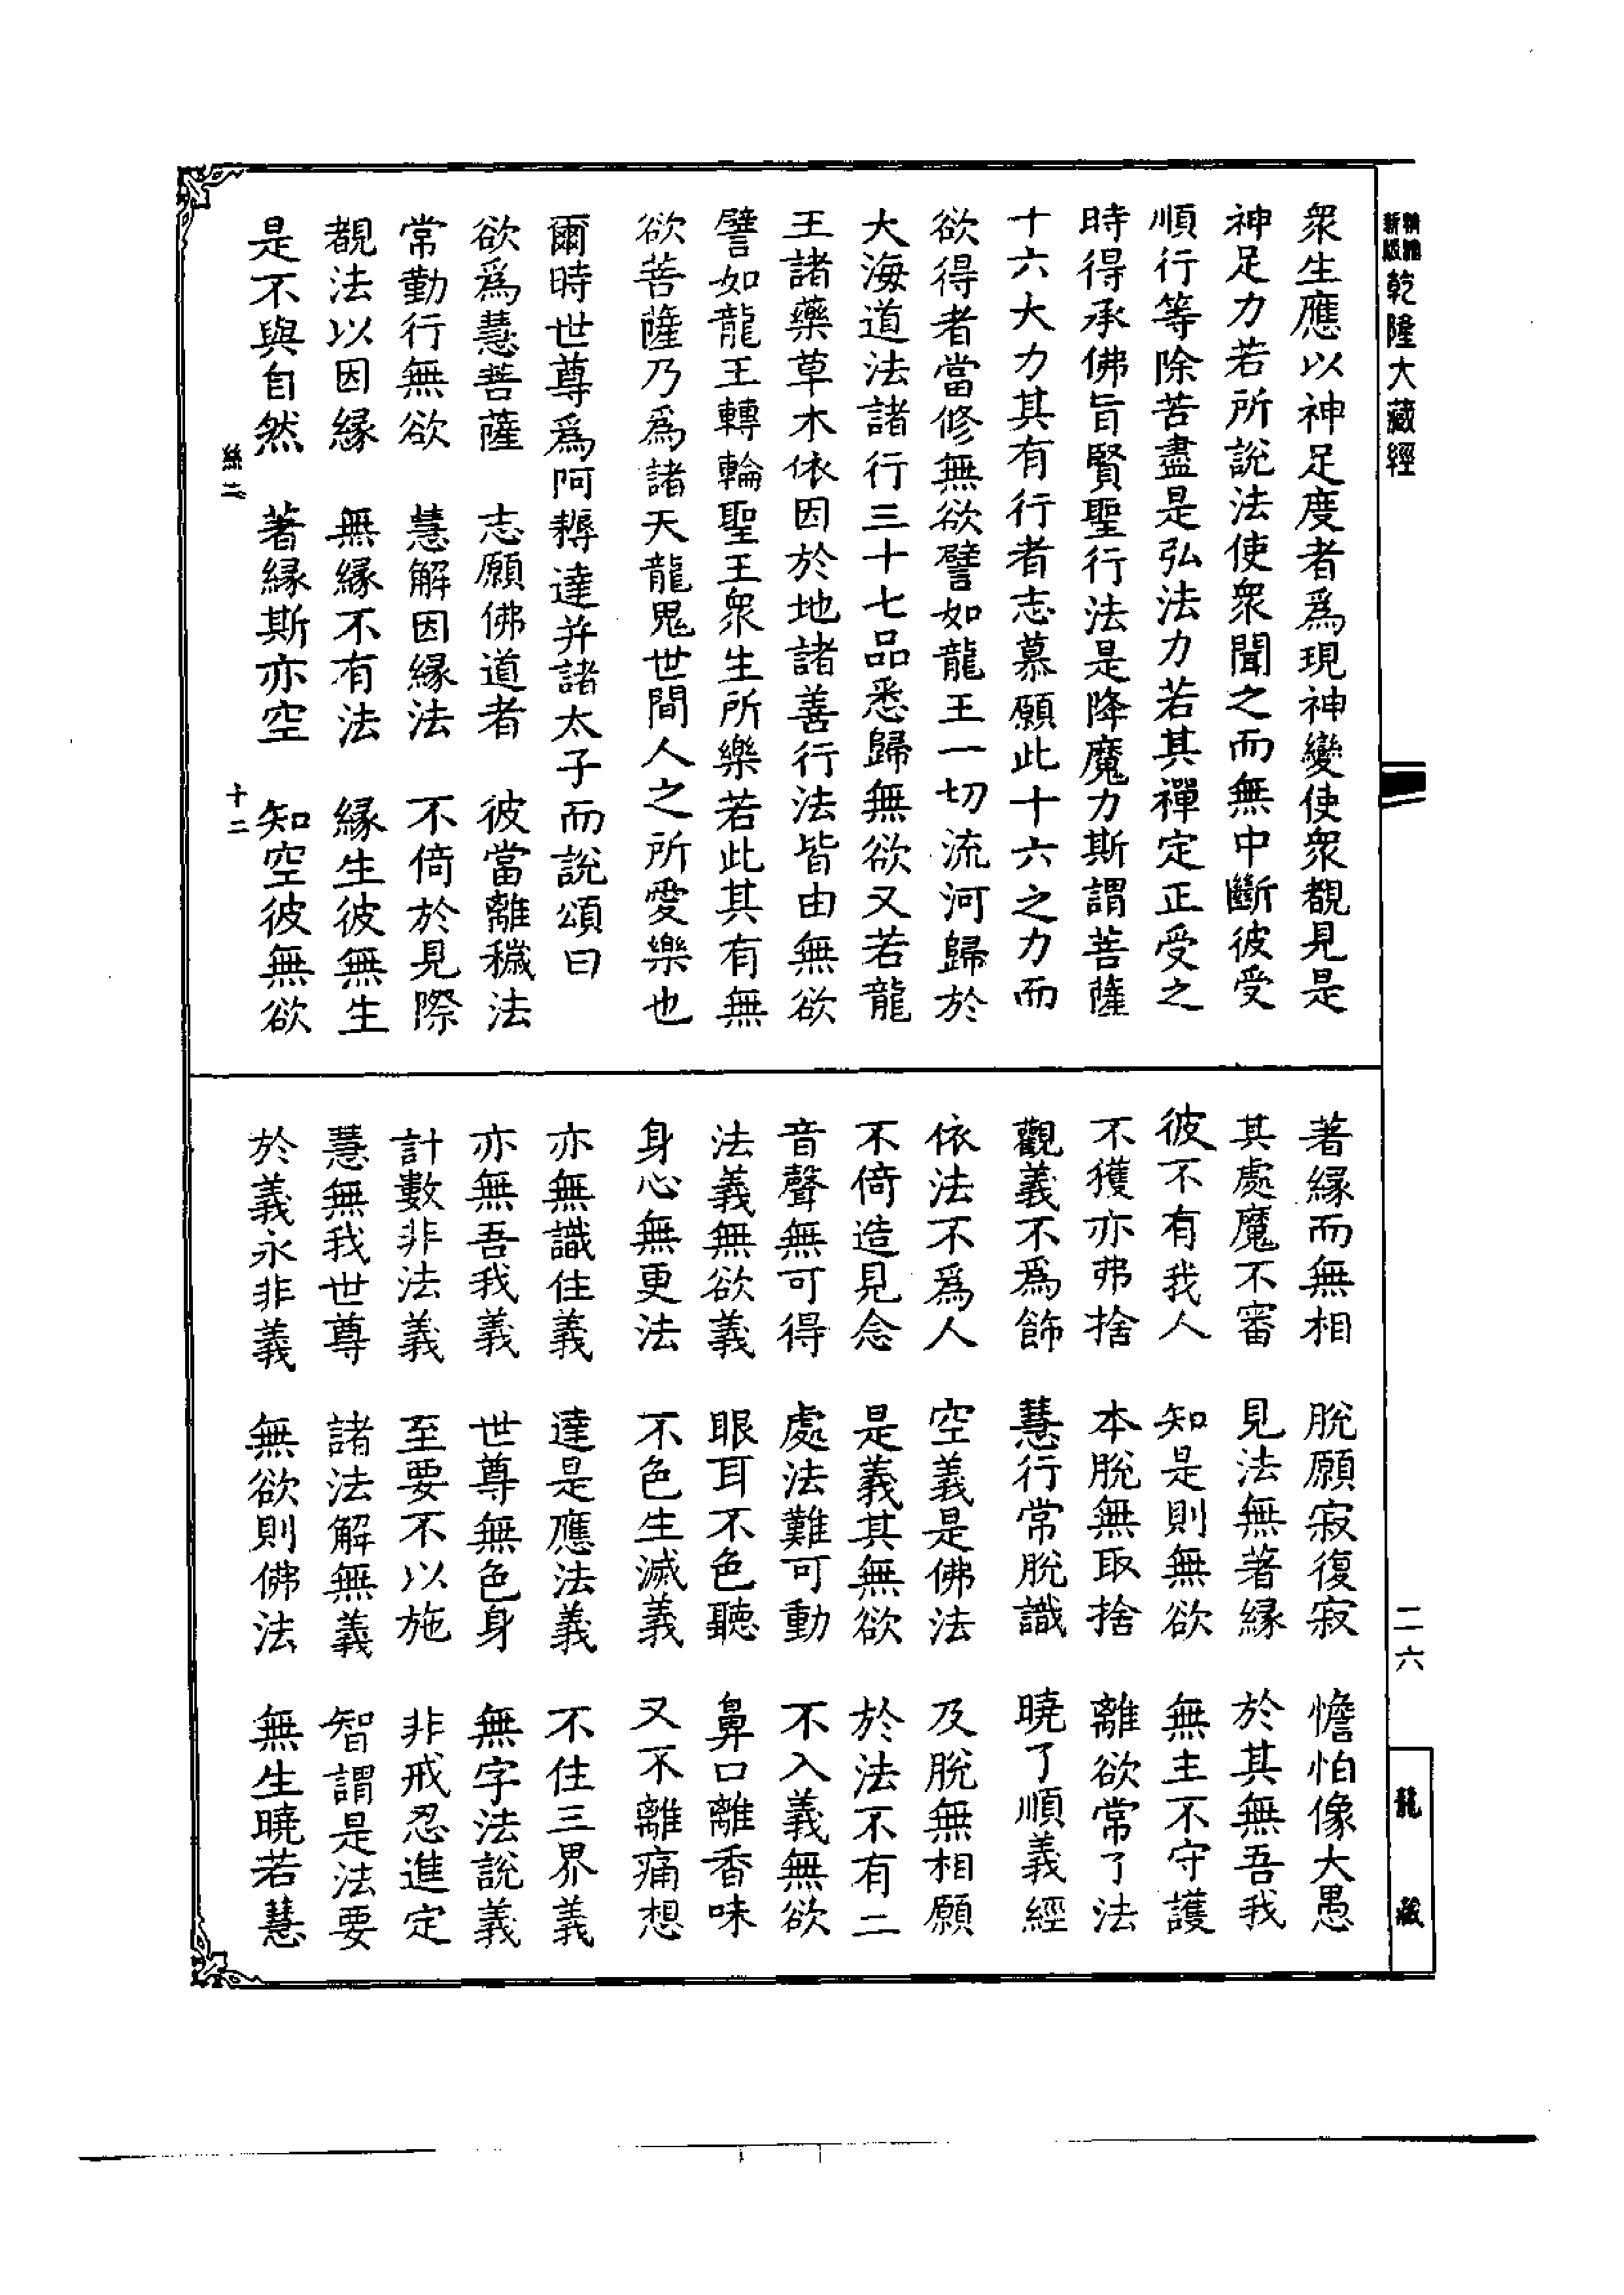 精緻
新版
乾隆大藏經
二六
龍藏
衆生應以神足度者爲現神變使衆覩見是
神足力若所說法使衆聞之而無中斷彼受
順行等除苦盡是弘法力若其禪定正受之
時得承佛旨賢聖行法是降魔力斯謂菩薩
十六大力其有行者志慕願此十六之力而
欲得者當修無欲譬如龍王一切流河歸於
大海道法諸行三十七品悉歸無欲又若龍
王諸藥草木依因於地諸善行法皆由無欲
譬如龍王轉輪聖王衆生所樂若此其有無
欲菩薩乃爲諸天龍鬼世間人之所愛樂也
爾時世尊爲阿耨達并諸太子而說頌曰
欲爲慧菩薩　志願佛道者　彼當離穢法
常勤行無欲　慧解因緣法　不倚於見際
覩法以因緣　無緣不有法　緣生彼無生
是不與自然　著緣斯亦空　知空彼無欲
絲二　十二
著緣而無相　脫願寂復寂　憺怕像大愚
其處魔不審　見法無著緣　於其無吾我
彼不有我人　知是則無欲　無主不守護
不獲亦弗捨　本脫無取捨　離欲常了法
觀義不爲飾　慧行常脫識　曉了順義經
依法不爲人　空義是佛法　及脫無相願
不倚造見念　是義其無欲　於法不有二
音聲無可得　處法難可動　不入義無欲
法義無欲義　眼耳不色聽　鼻口離香味
身心無更法　不色生滅義　又不離痛想
亦無識住義　達是應法義　不住三界義
亦無吾我義　世尊無色身　無字法說義
計數非法義　至要不以施　非戒忍進定
慧無我世尊　諸法解無義　智謂是法要
於義永非義　無欲則佛法　無生曉若慧